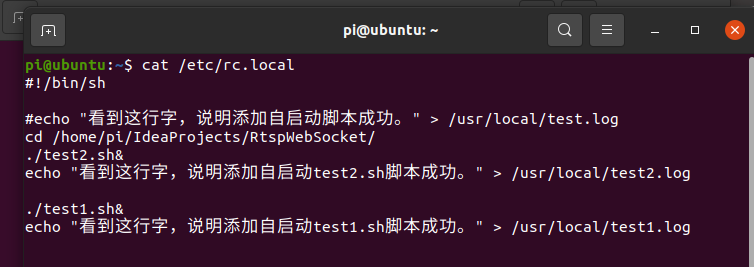 pi@ubuntu: ~
pi@ubuntu:~$ cat /etc/rc.local
#!/bin/sh
#echo "看到这行字，说明添加自启动脚本成功。" > /usr/local/test.log
cd /home/pi/IdeaProjects/RtspWebSocket/
./test2.sh&
echo "看到这行字，说明添加自启动test2.sh脚本成功。" > /usr/local/test2.log
./test1.sh&
echo "看到这行字，说明添加自启动test1.sh脚本成功。" > /usr/local/test1.log